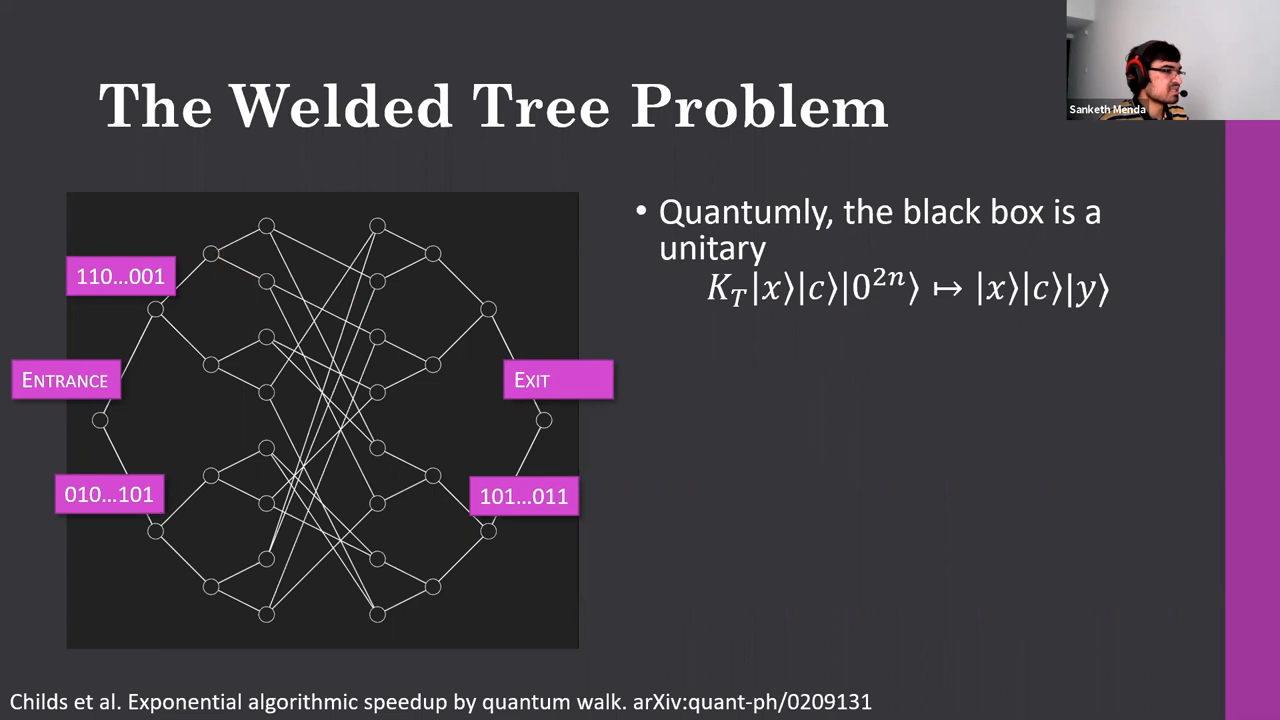 The Welded Tree Problem
Sanketh Menda
110...001
ENTRANCE
EXIT
010...101
101...011
• Quantumly, the black box is a
unitary
K_T|x⟩|c⟩|0^{2n}⟩ ↦ |x⟩|c⟩|y⟩
Childs et al. Exponential algorithmic speedup by quantum walk. arXiv:quant-ph/0209131